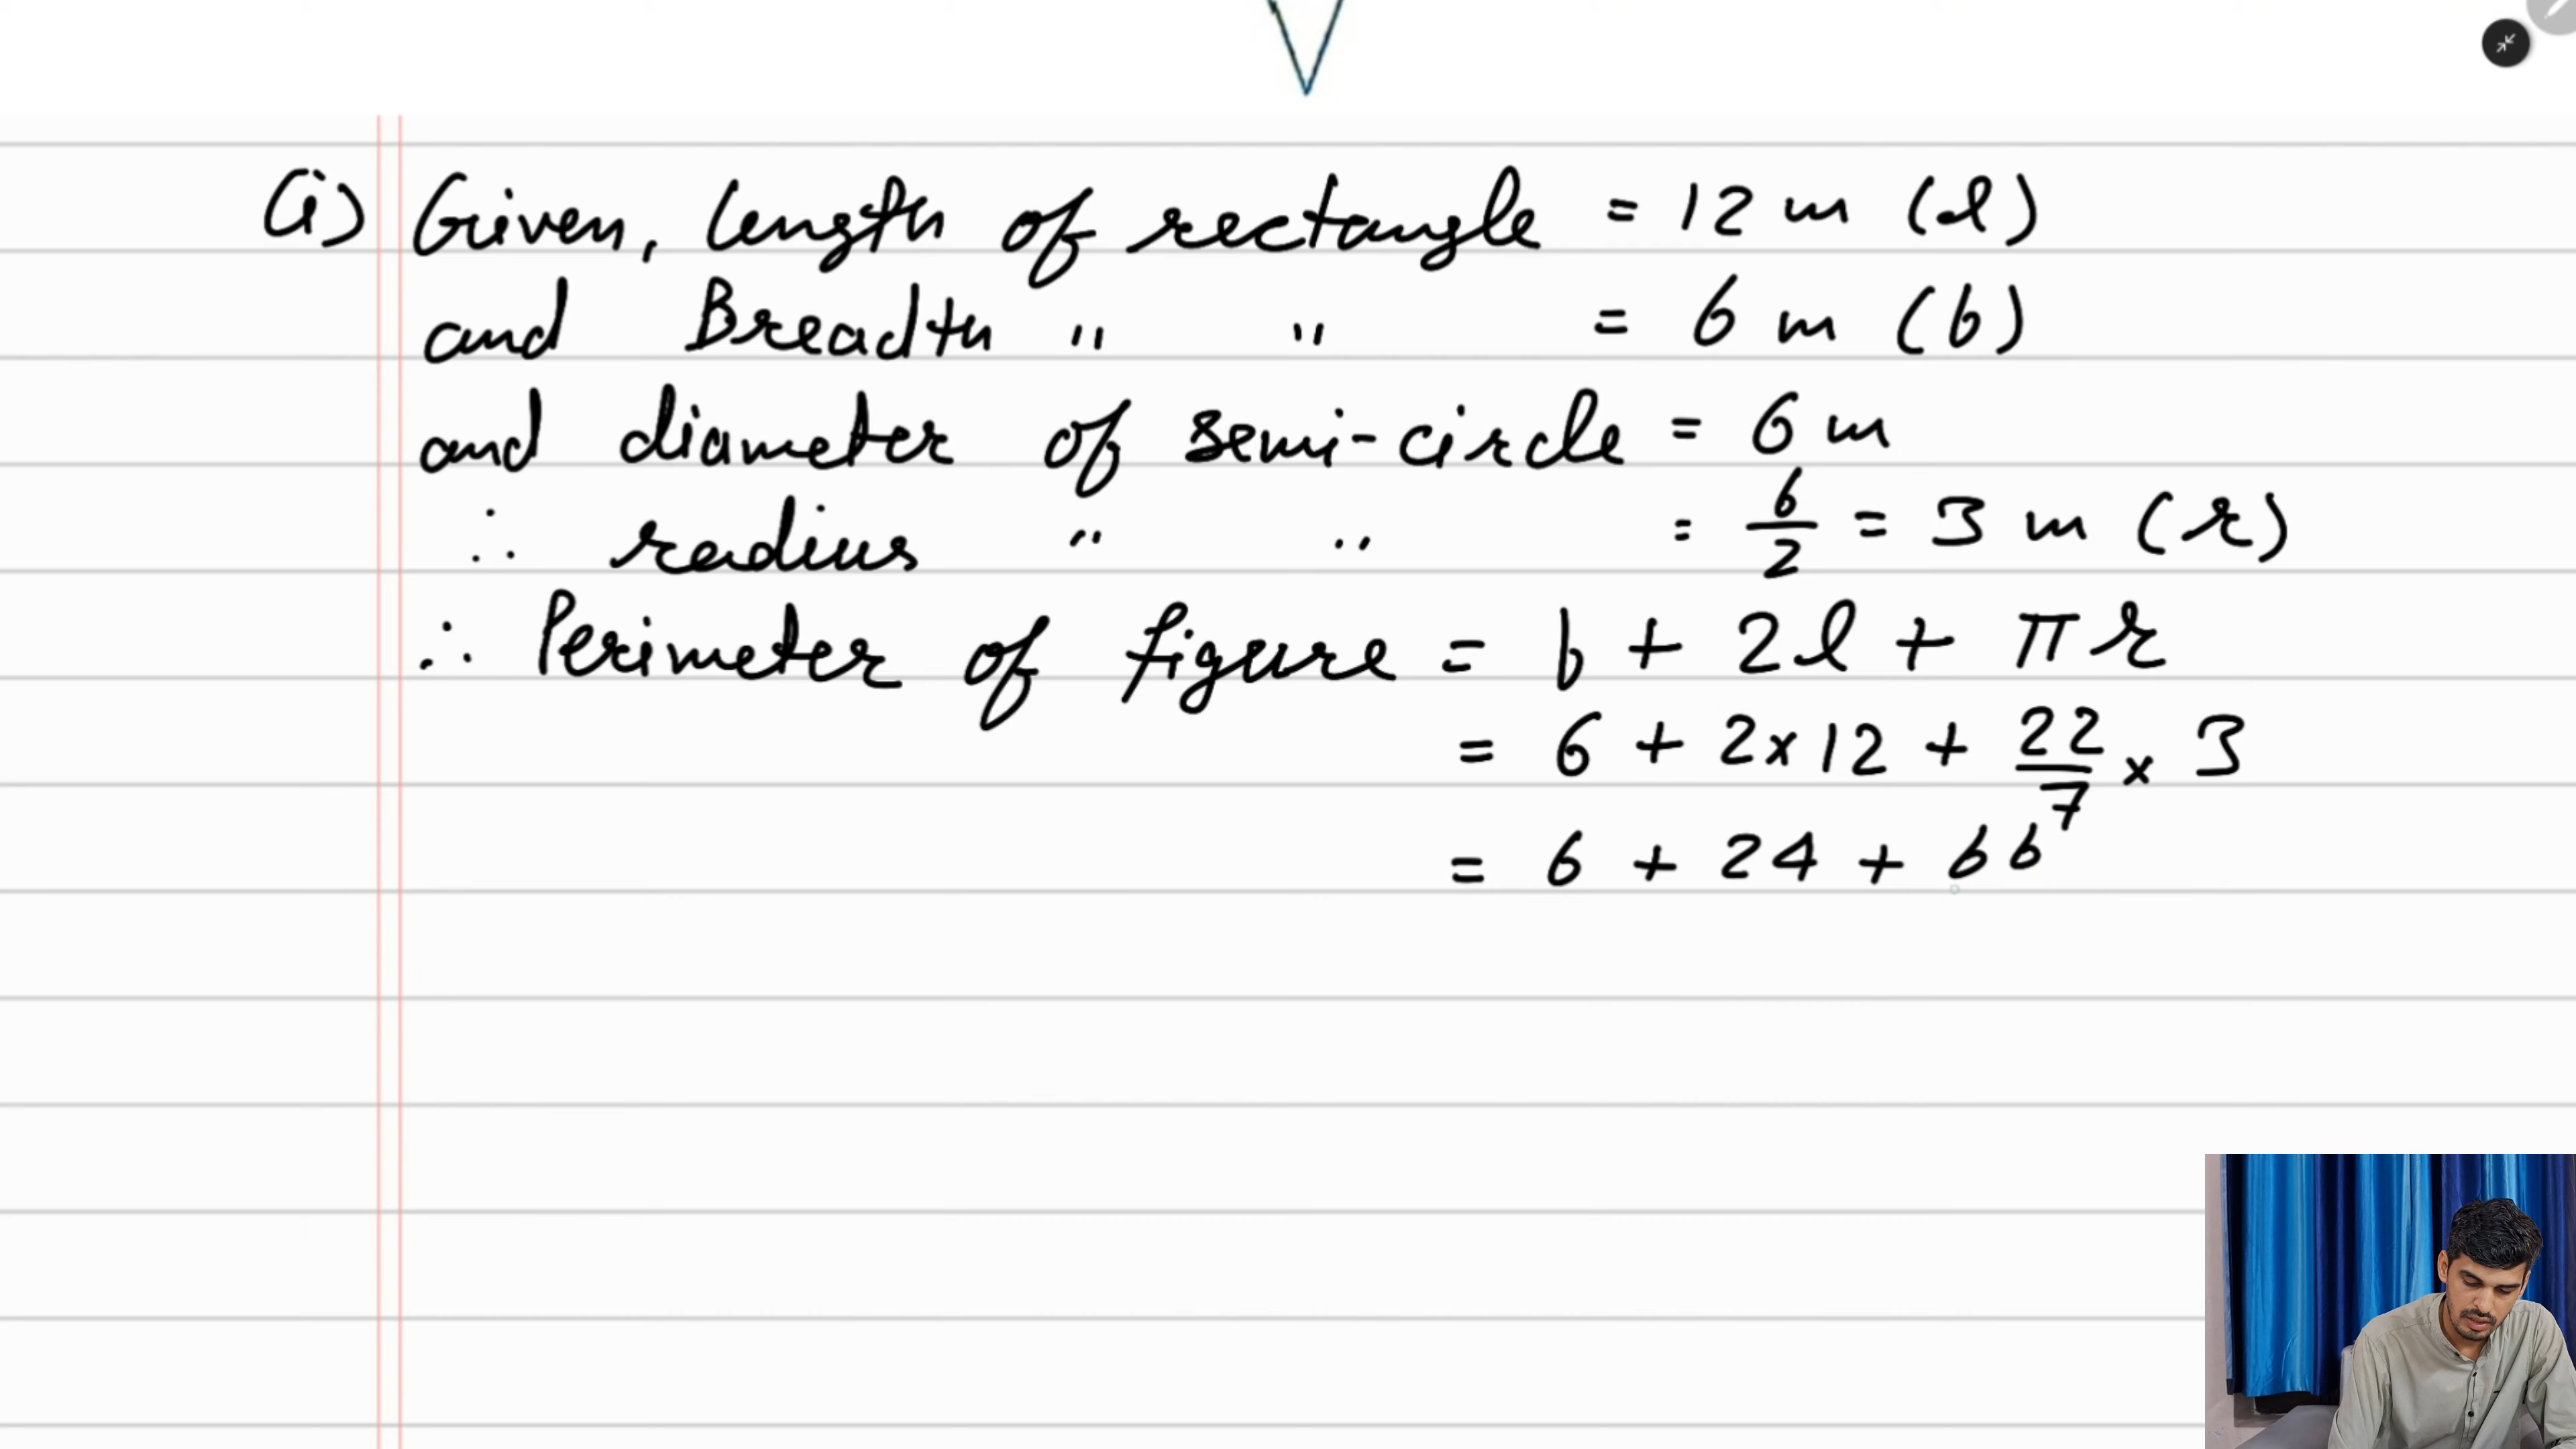 (i) Given, length of rectangle = 12 m (l)
and Breadth " " = 6 m (b)
and diameter of semi-circle = 6 m
∴ radius " " = 6/2 = 3 m (r)
∴ Perimeter of figure = b + 2l + πr
= 6 + 2×12 + 22/7 × 3
= 6 + 24 + 66